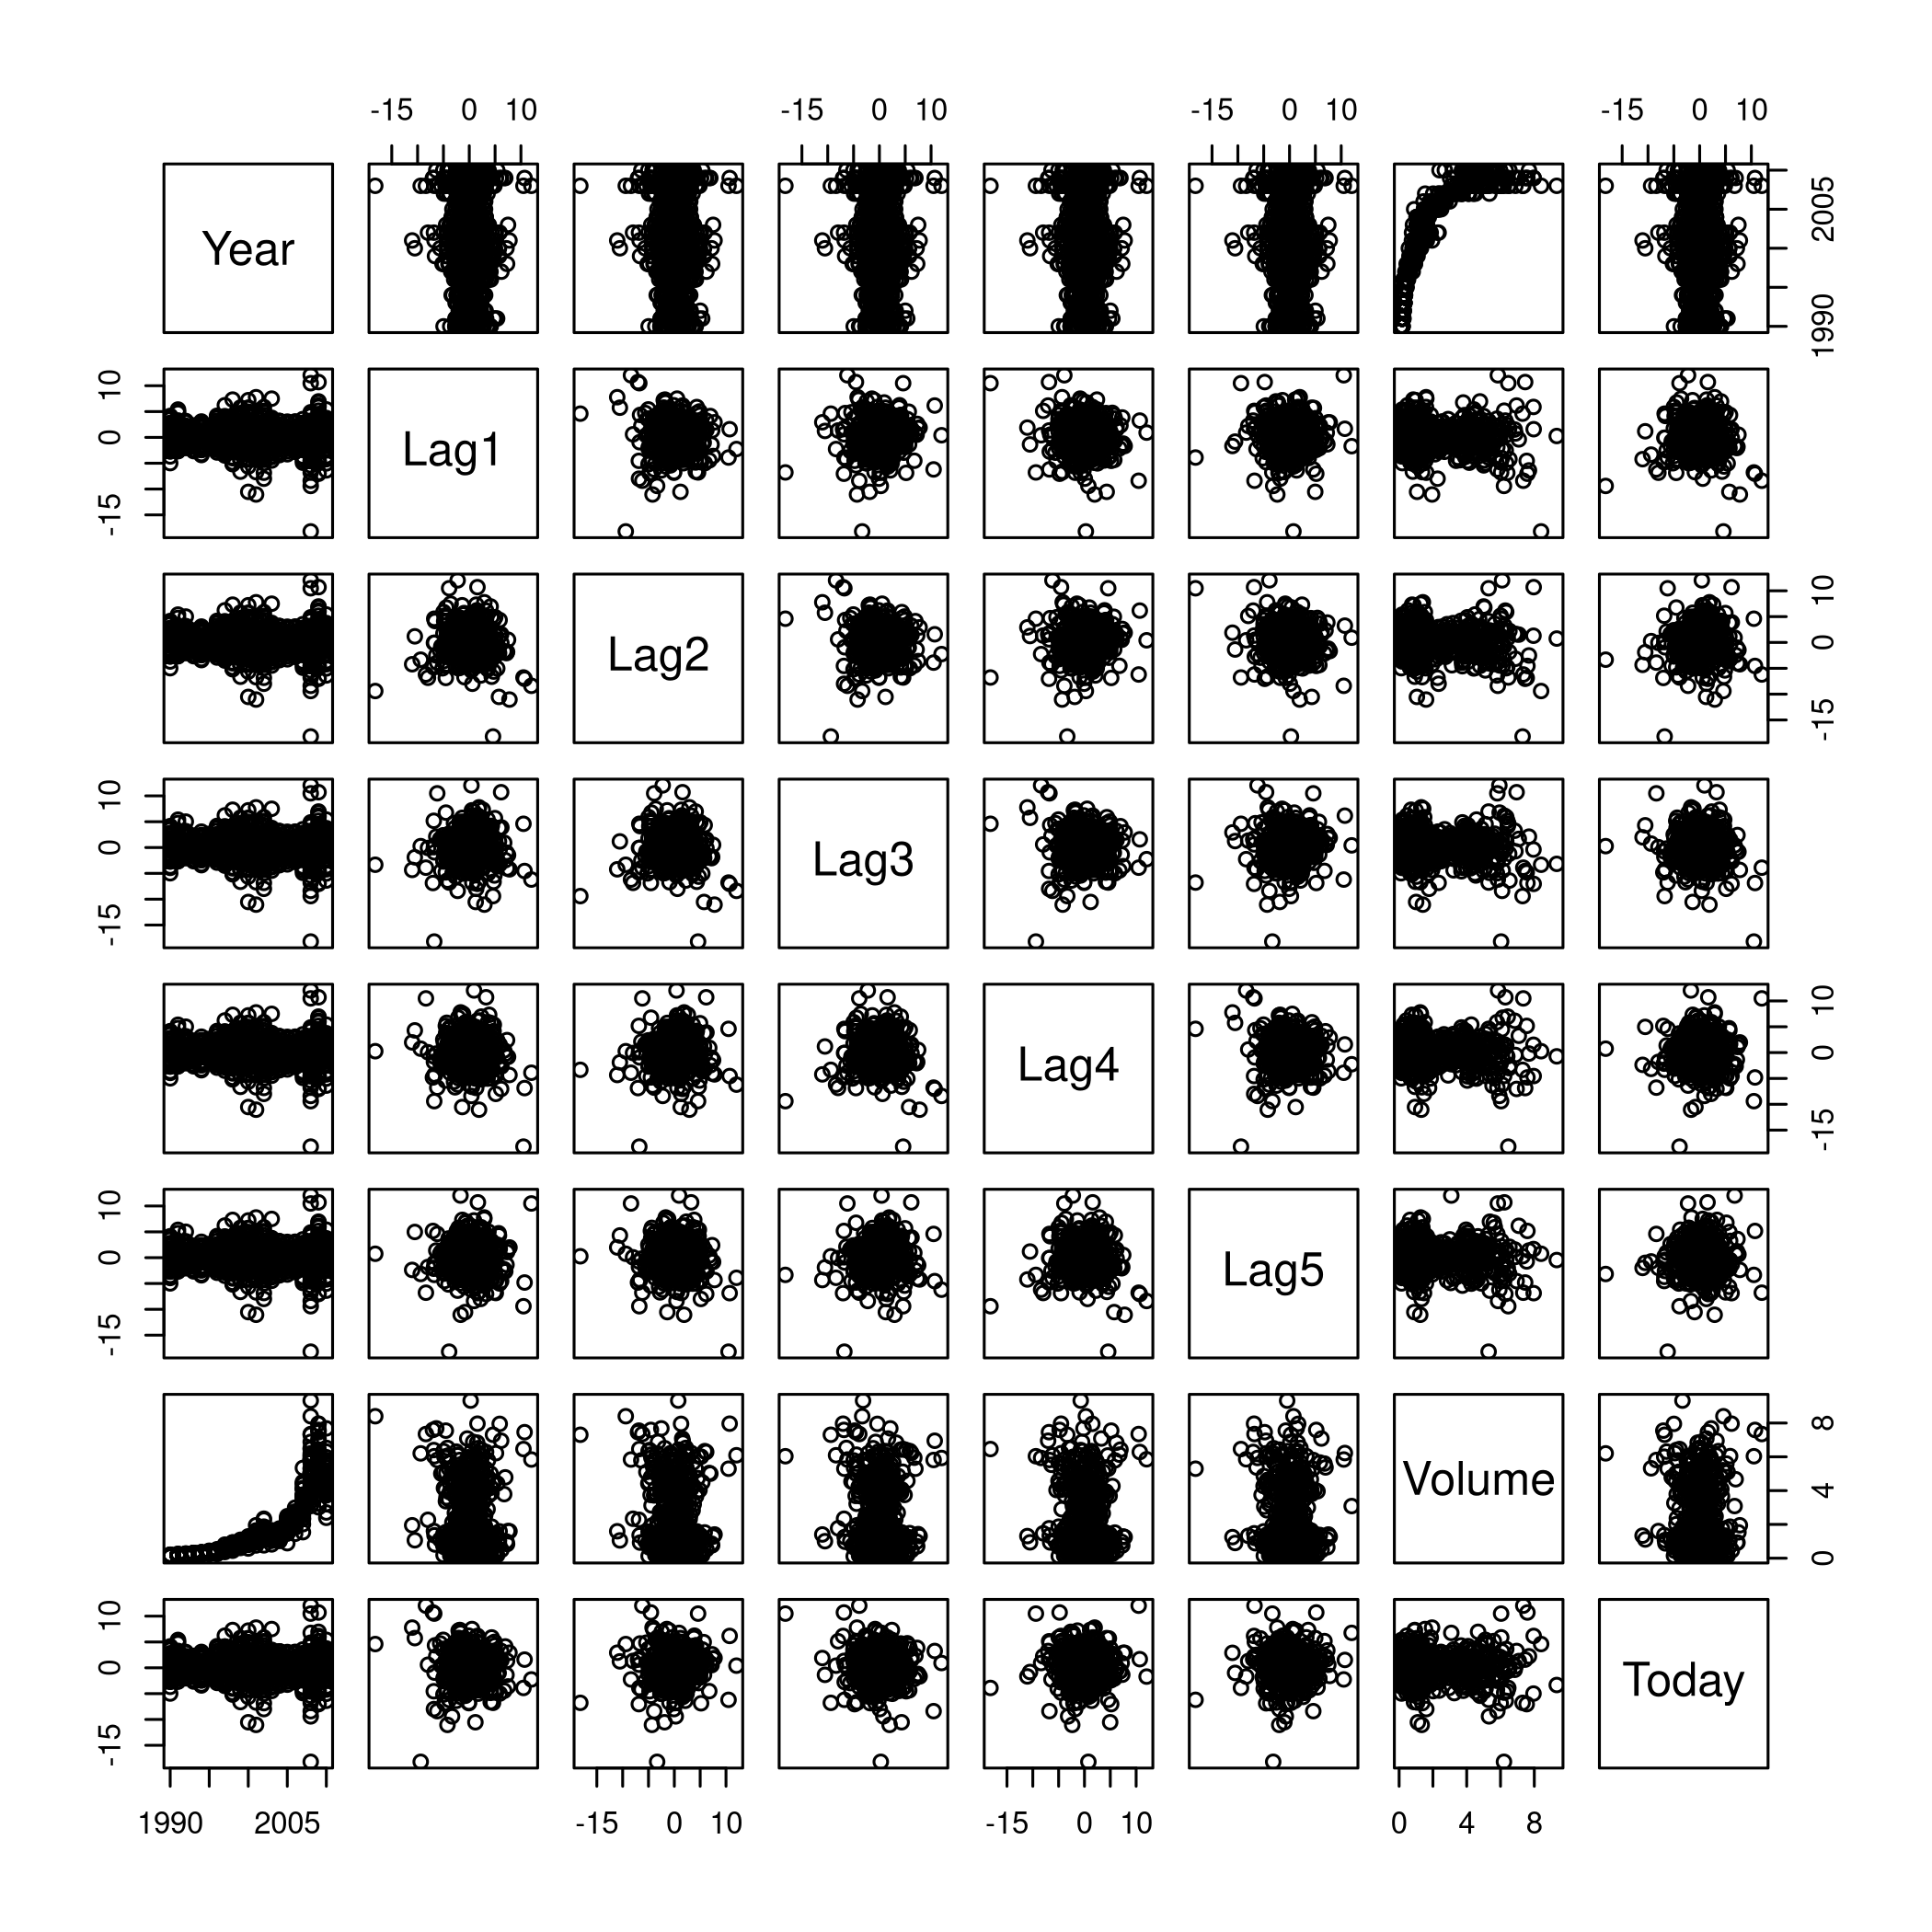 -15 0 10 -15 0 10 -15 0 10 -15 0 10
Year 1990 2005
-15 0 10 Lag1
Lag2 -15 0 10
-15 0 10 Lag3
Lag4 -15 0 10
-15 0 10 Lag5
Volume 0 4 8
-15 0 10 Today
1990 2005 -15 0 10 -15 0 10 0 4 8